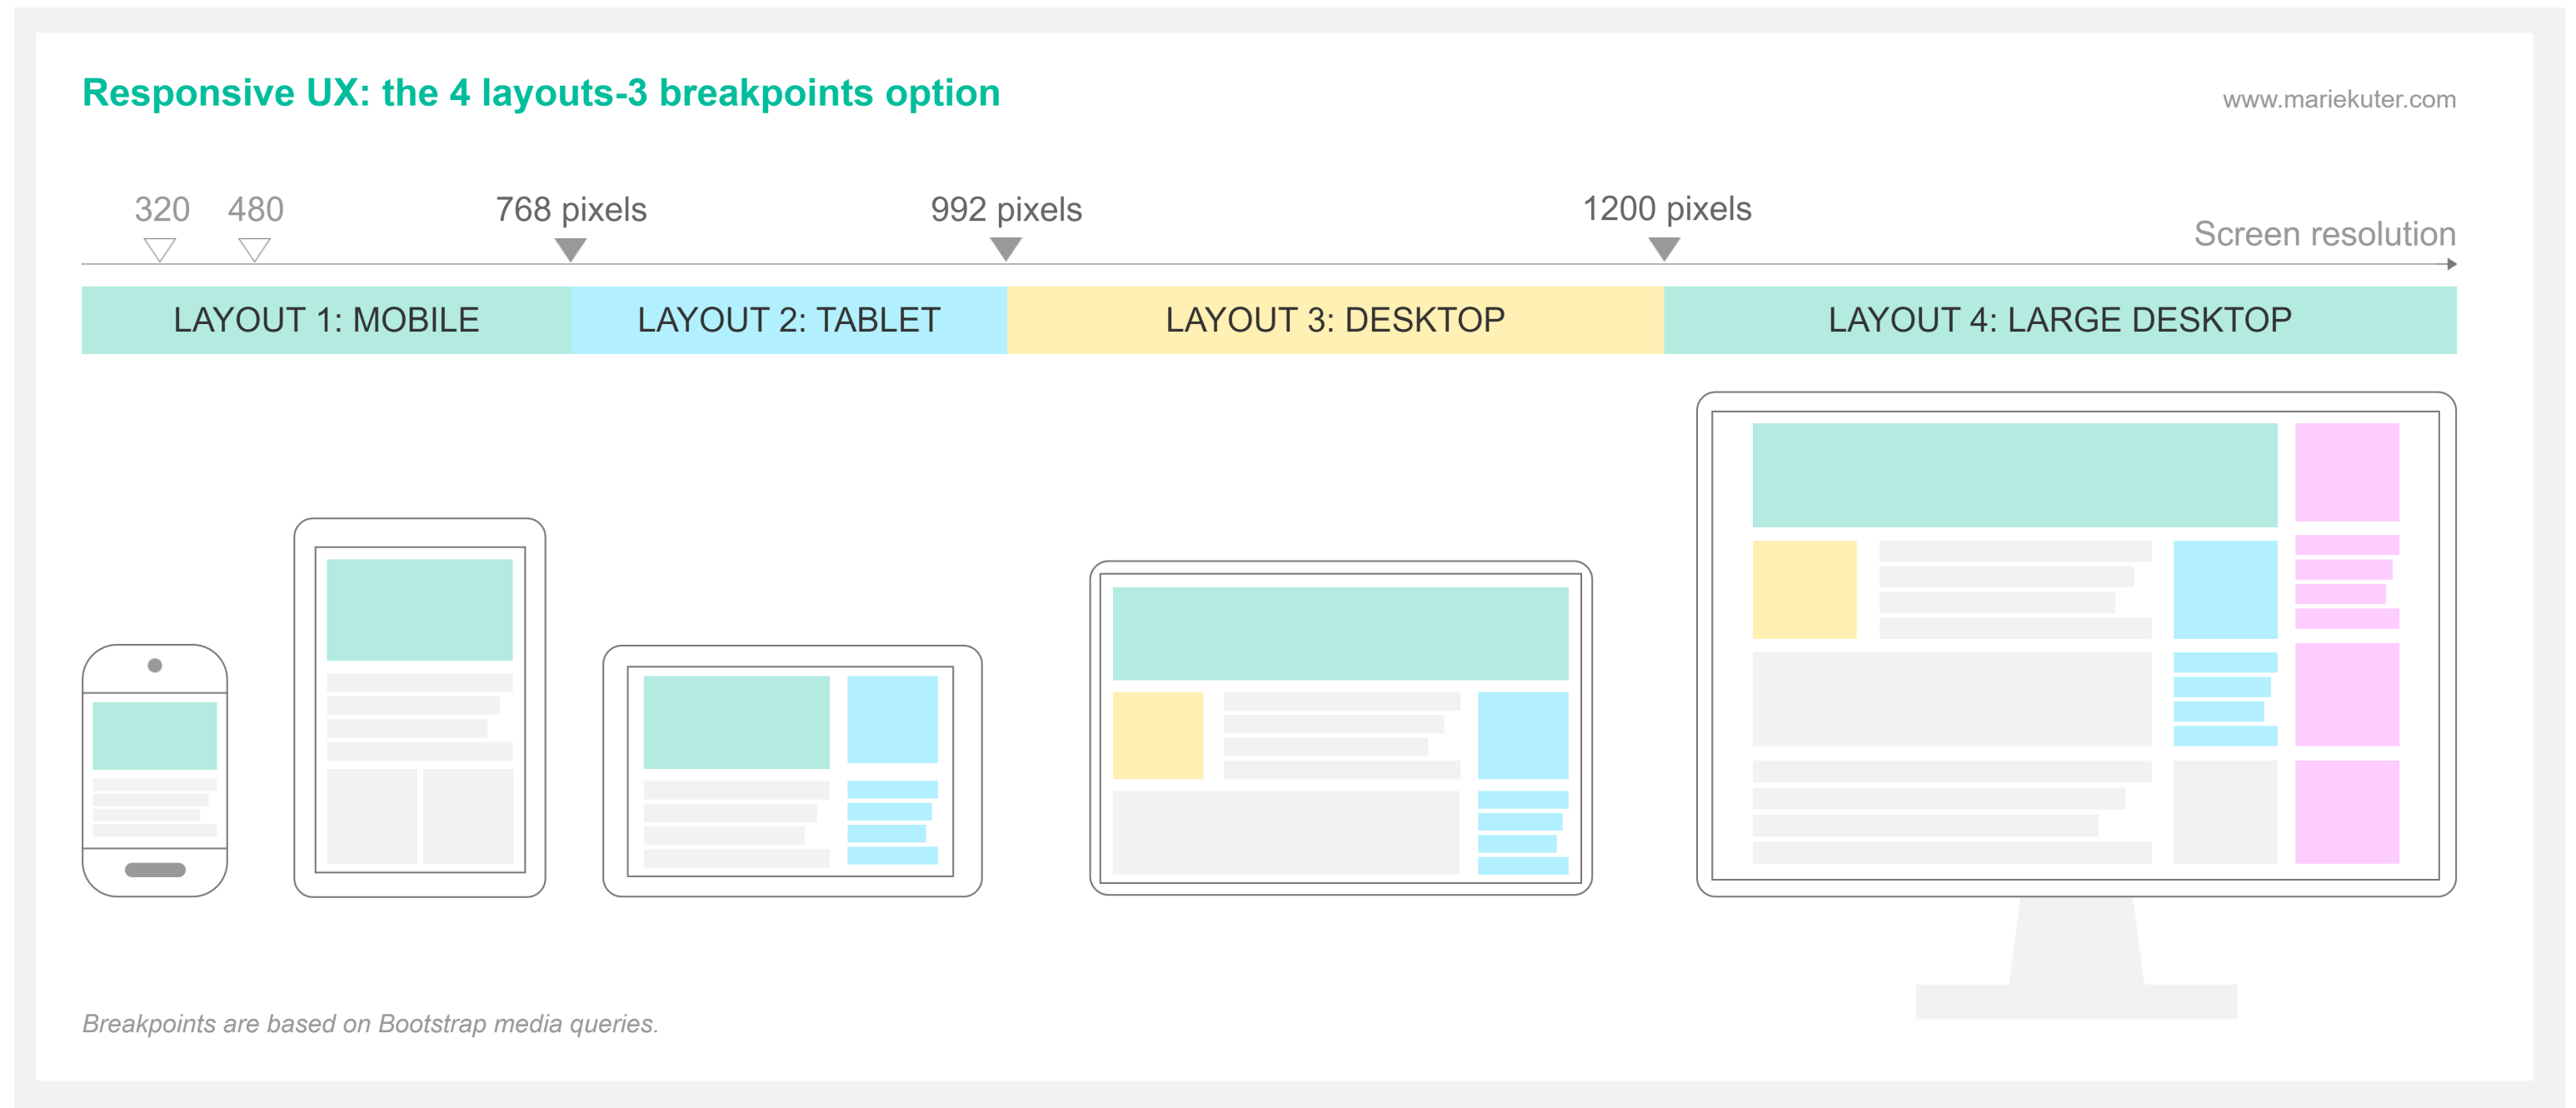 Responsive UX: the 4 layouts-3 breakpoints option
www.mariekuter.com
320
480
768 pixels
992 pixels
1200 pixels
Screen resolution
LAYOUT 1: MOBILE
LAYOUT 2: TABLET
LAYOUT 3: DESKTOP
LAYOUT 4: LARGE DESKTOP
Breakpoints are based on Bootstrap media queries.